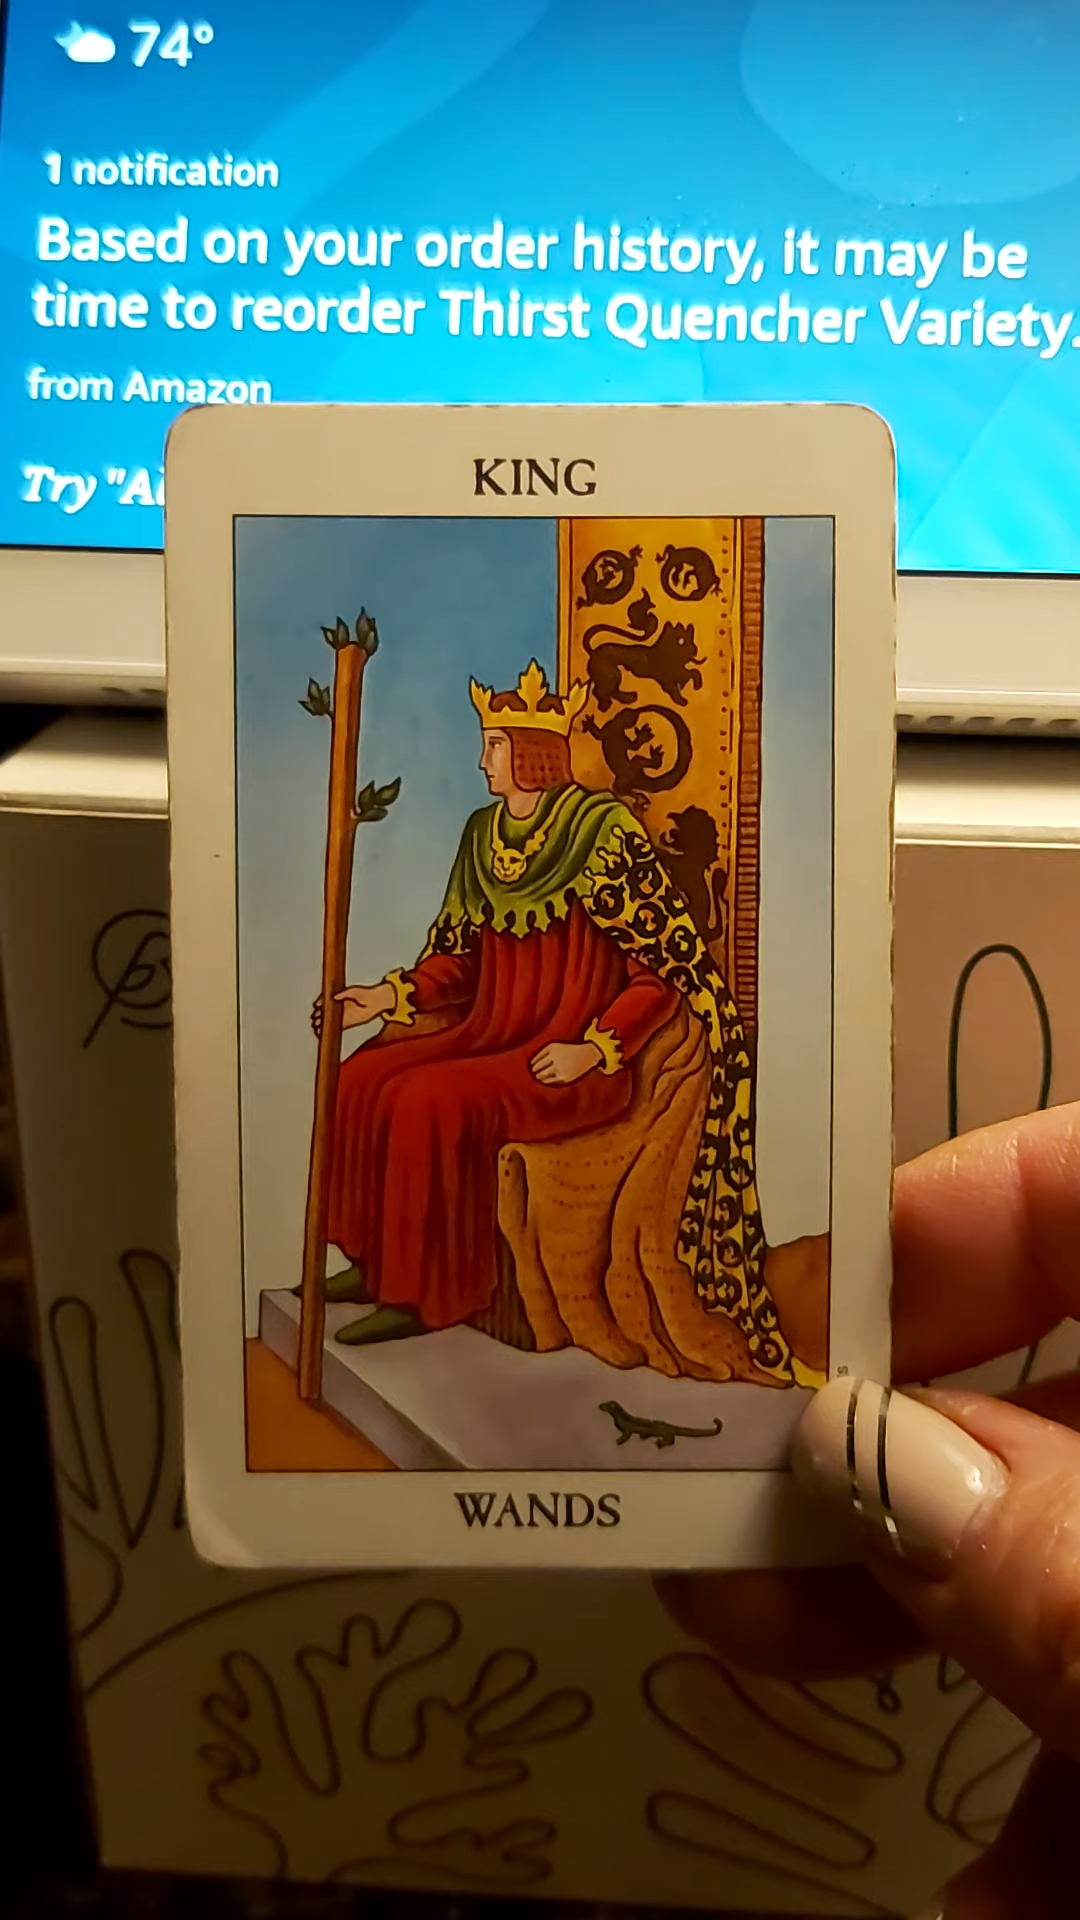 74°
1 notification
Based on your order history, it may be
time to reorder Thirst Quencher Variety.
from Amazon
Try "Ai
KING
WANDS